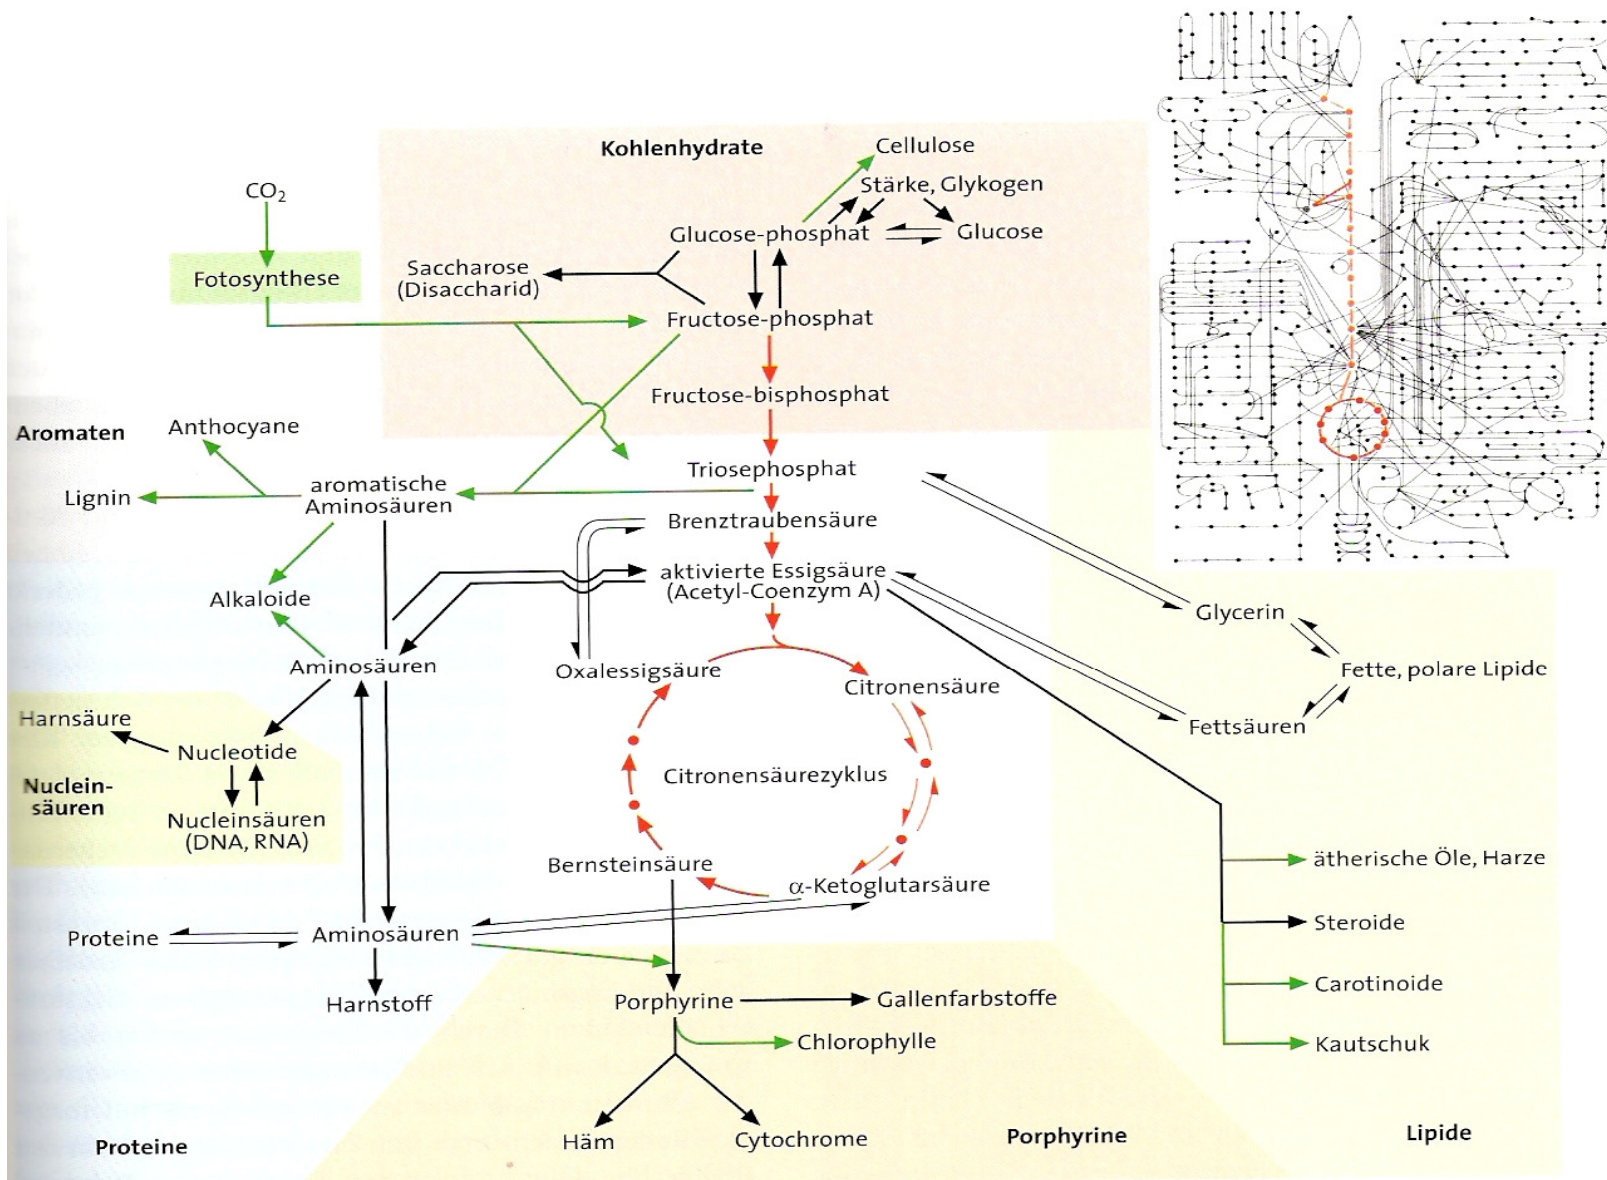 Kohlenhydrate
Cellulose
Stärke, Glykogen
CO₂
Glucose-phosphat
Glucose
Fotosynthese
Saccharose
(Disaccharid)
Fructose-phosphat
Fructose-bisphosphat
Aromaten
Anthocyane
Triosephosphat
Lignin
aromatische
Aminosäuren
Brenztraubensäure
aktivierte Essigsäure
(Acetyl-Coenzym A)
Alkaloide
Glycerin
Aminosäuren
Oxalessigsäure
Citronensäure
Fette, polare Lipide
Harnsäure
Fettsäuren
Nucleotide
Citronensäurezyklus
Nuclein-
säuren
Nucleinsäuren
(DNA, RNA)
Bernsteinsäure
α-Ketoglutarsäure
ätherische Öle, Harze
Proteine
Aminosäuren
Steroide
Harnstoff
Porphyrine
Gallenfarbstoffe
Carotinoide
Chlorophylle
Kautschuk
Häm
Cytochrome
Proteine
Porphyrine
Lipide